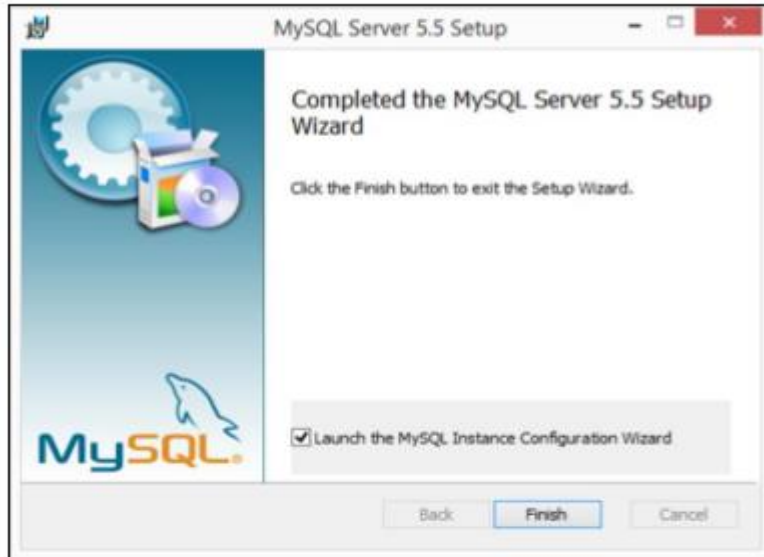 MySQL Server 5.5 Setup
Completed the MySQL Server 5.5 Setup
Wizard
Click the Finish button to exit the Setup Wizard.
MySQL®
Launch the MySQL Instance Configuration Wizard
Back Finish Cancel